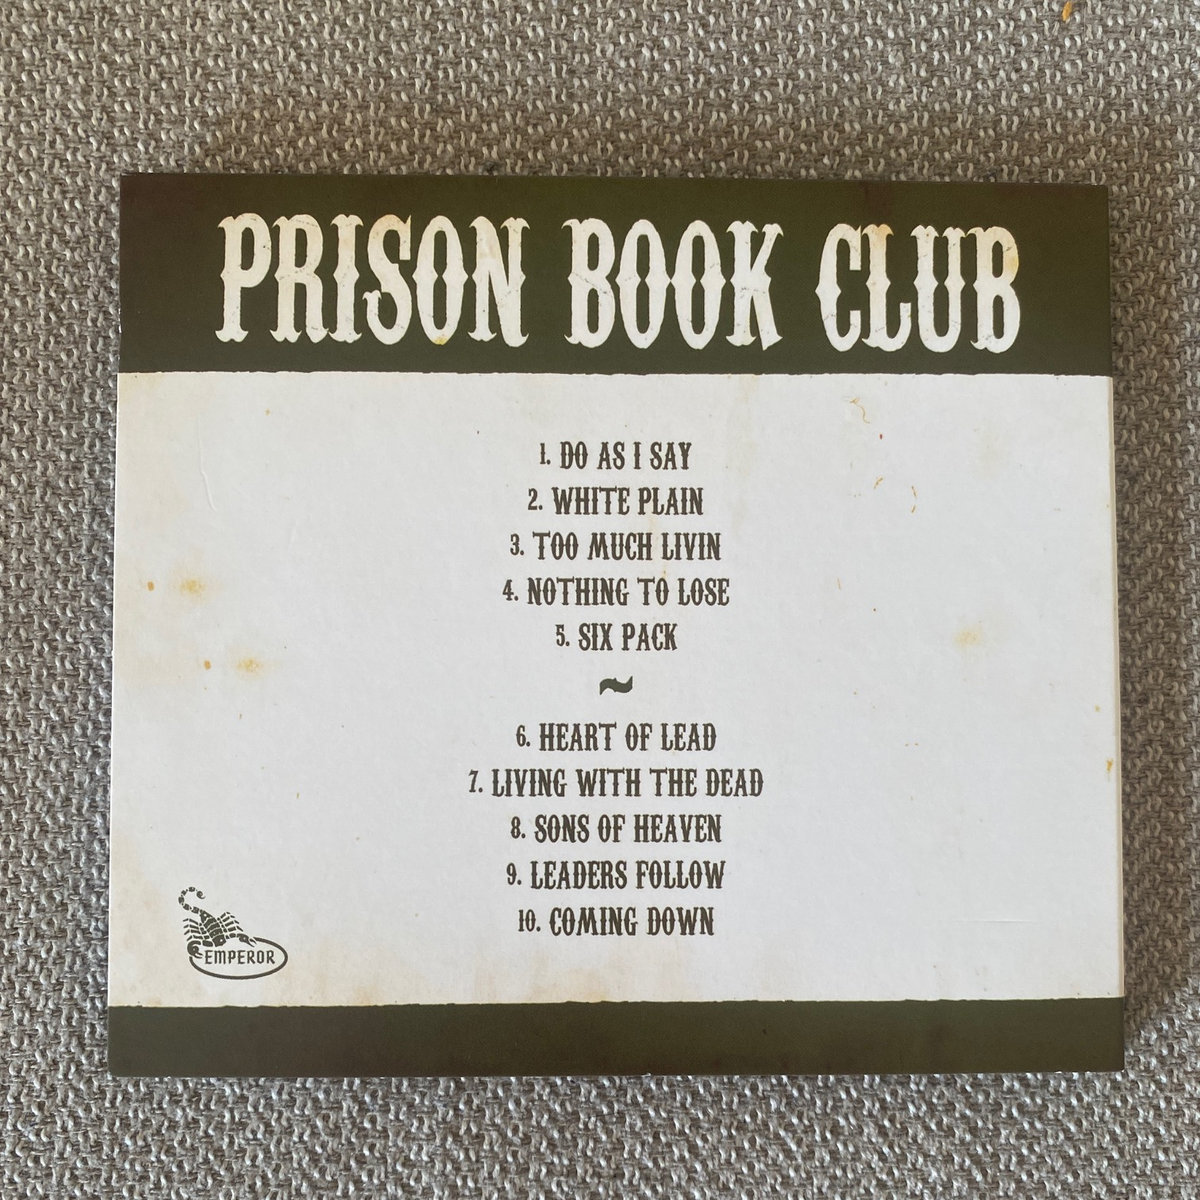 PRISON BOOK CLUB
1. DO AS I SAY
2. WHITE PLAIN
3. TOO MUCH LIVIN
4. NOTHING TO LOSE
5. SIX PACK
~
6. HEART OF LEAD
7. LIVING WITH THE DEAD
8. SONS OF HEAVEN
9. LEADERS FOLLOW
10. COMING DOWN
EMPEROR